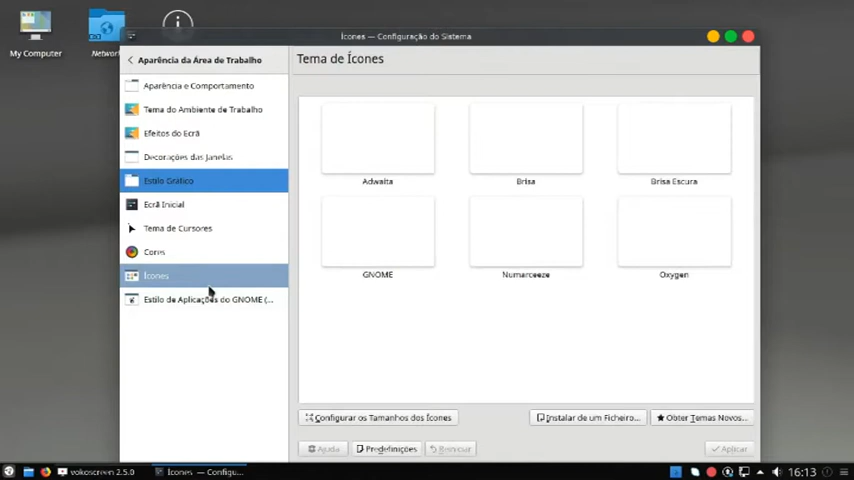 My Computer
Network
Ícones — Configuração do Sistema
Aparência da Área de Trabalho
Aparência e Comportamento
Tema do Ambiente de Trabalho
Efeitos do Ecrã
Decorações das Janelas
Estilo Gráfico
Ecrã Inicial
Tema de Cursores
Cores
Ícones
Estilo de Aplicações do GNOME (...
Tema de Ícones
Adwaita
Brisa
Brisa Escura
GNOME
Numarceeze
Oxygen
Configurar os Tamanhos dos Ícones
Instalar de um Ficheiro...
Obter Temas Novos...
Ajuda
Predefinições
Reiniciar
Aplicar
vokoscreen 2.5.0
Ícones — Configu...
16:13